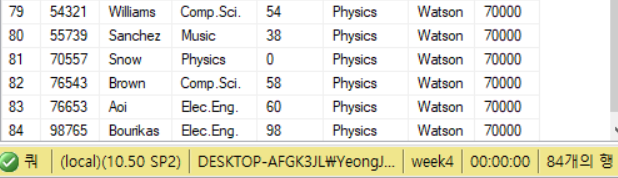 79 54321 Williams Comp.Sci. 54 Physics Watson 70000
80 55739 Sanchez Music 38 Physics Watson 70000
81 70557 Snow Physics 0 Physics Watson 70000
82 76543 Brown Comp.Sci. 58 Physics Watson 70000
83 76653 Aoi Elec.Eng. 60 Physics Watson 70000
84 98765 Bourikas Elec.Eng. 98 Physics Watson 70000
쿼 (local)(10.50 SP2) DESKTOP-AFGK3JL₩YeongJ... week4 00:00:00 84개의 행